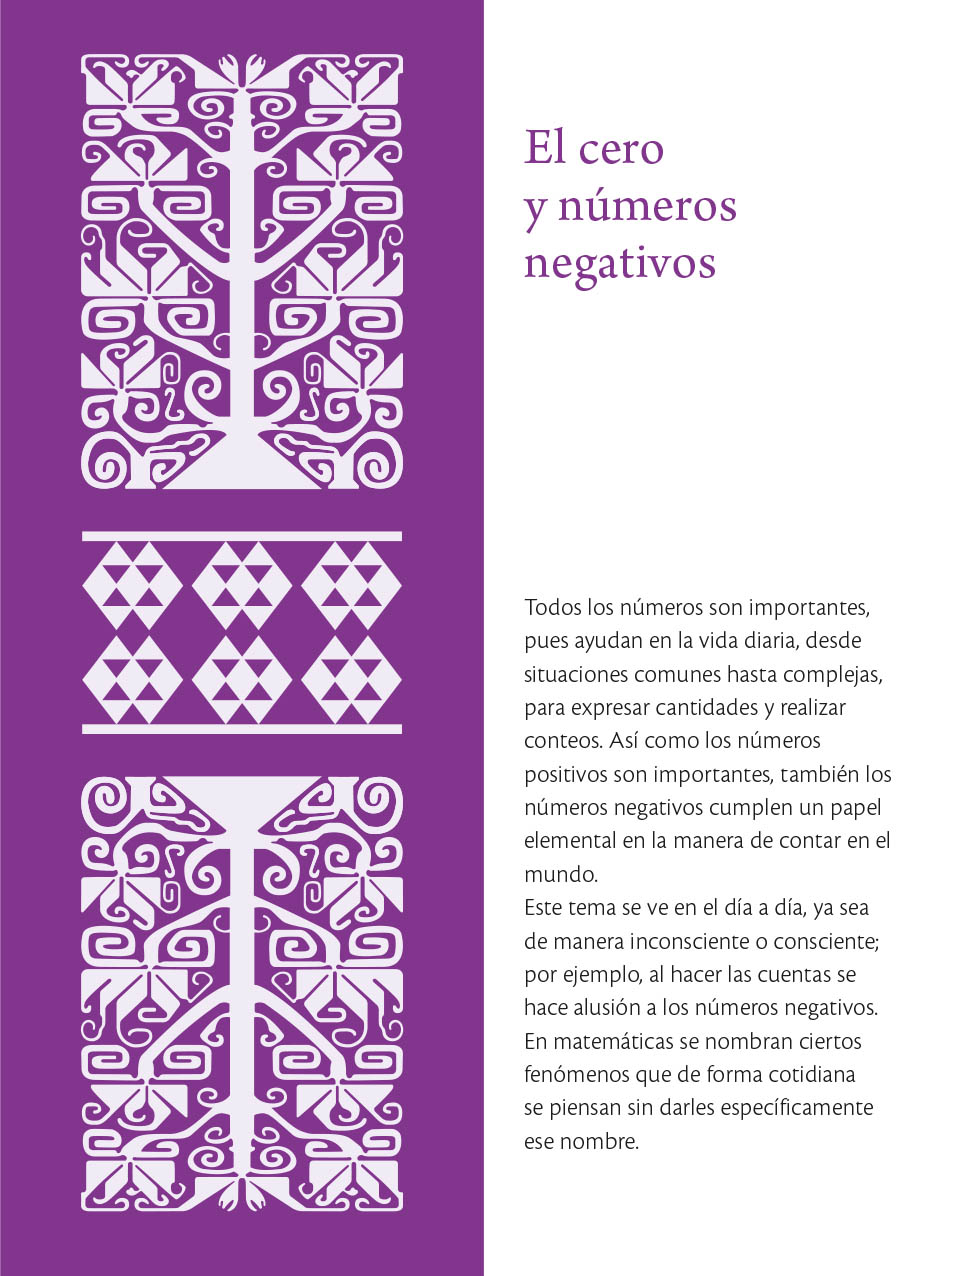 El cero
y números
negativos
Todos los números son importantes,
pues ayudan en la vida diaria, desde
situaciones comunes hasta complejas,
para expresar cantidades y realizar
conteos. Así como los números
positivos son importantes, también los
números negativos cumplen un papel
elemental en la manera de contar en el
mundo.
Este tema se ve en el día a día, ya sea
de manera inconsciente o consciente;
por ejemplo, al hacer las cuentas se
hace alusión a los números negativos.
En matemáticas se nombran ciertos
fenómenos que de forma cotidiana
se piensan sin darles específicamente
ese nombre.